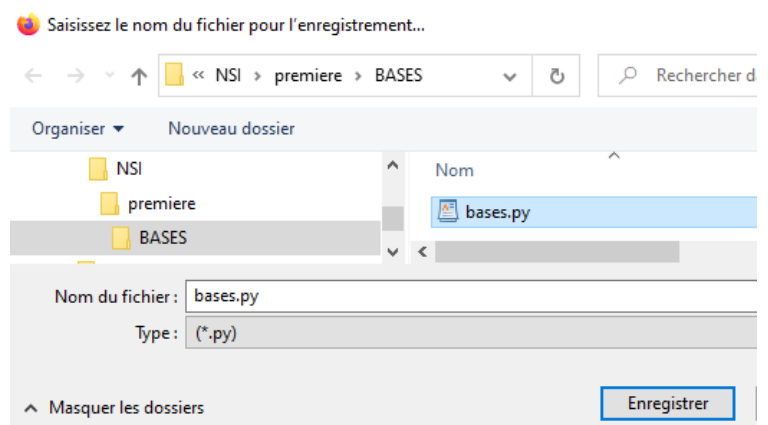 Saisissez le nom du fichier pour l'enregistrement...
« NSI > premiere > BASES
Rechercher d
Organiser
Nouveau dossier
NSI
premiere
BASES
Nom
bases.py
Nom du fichier : bases.py
Type : (*.py)
Masquer les dossiers
Enregistrer